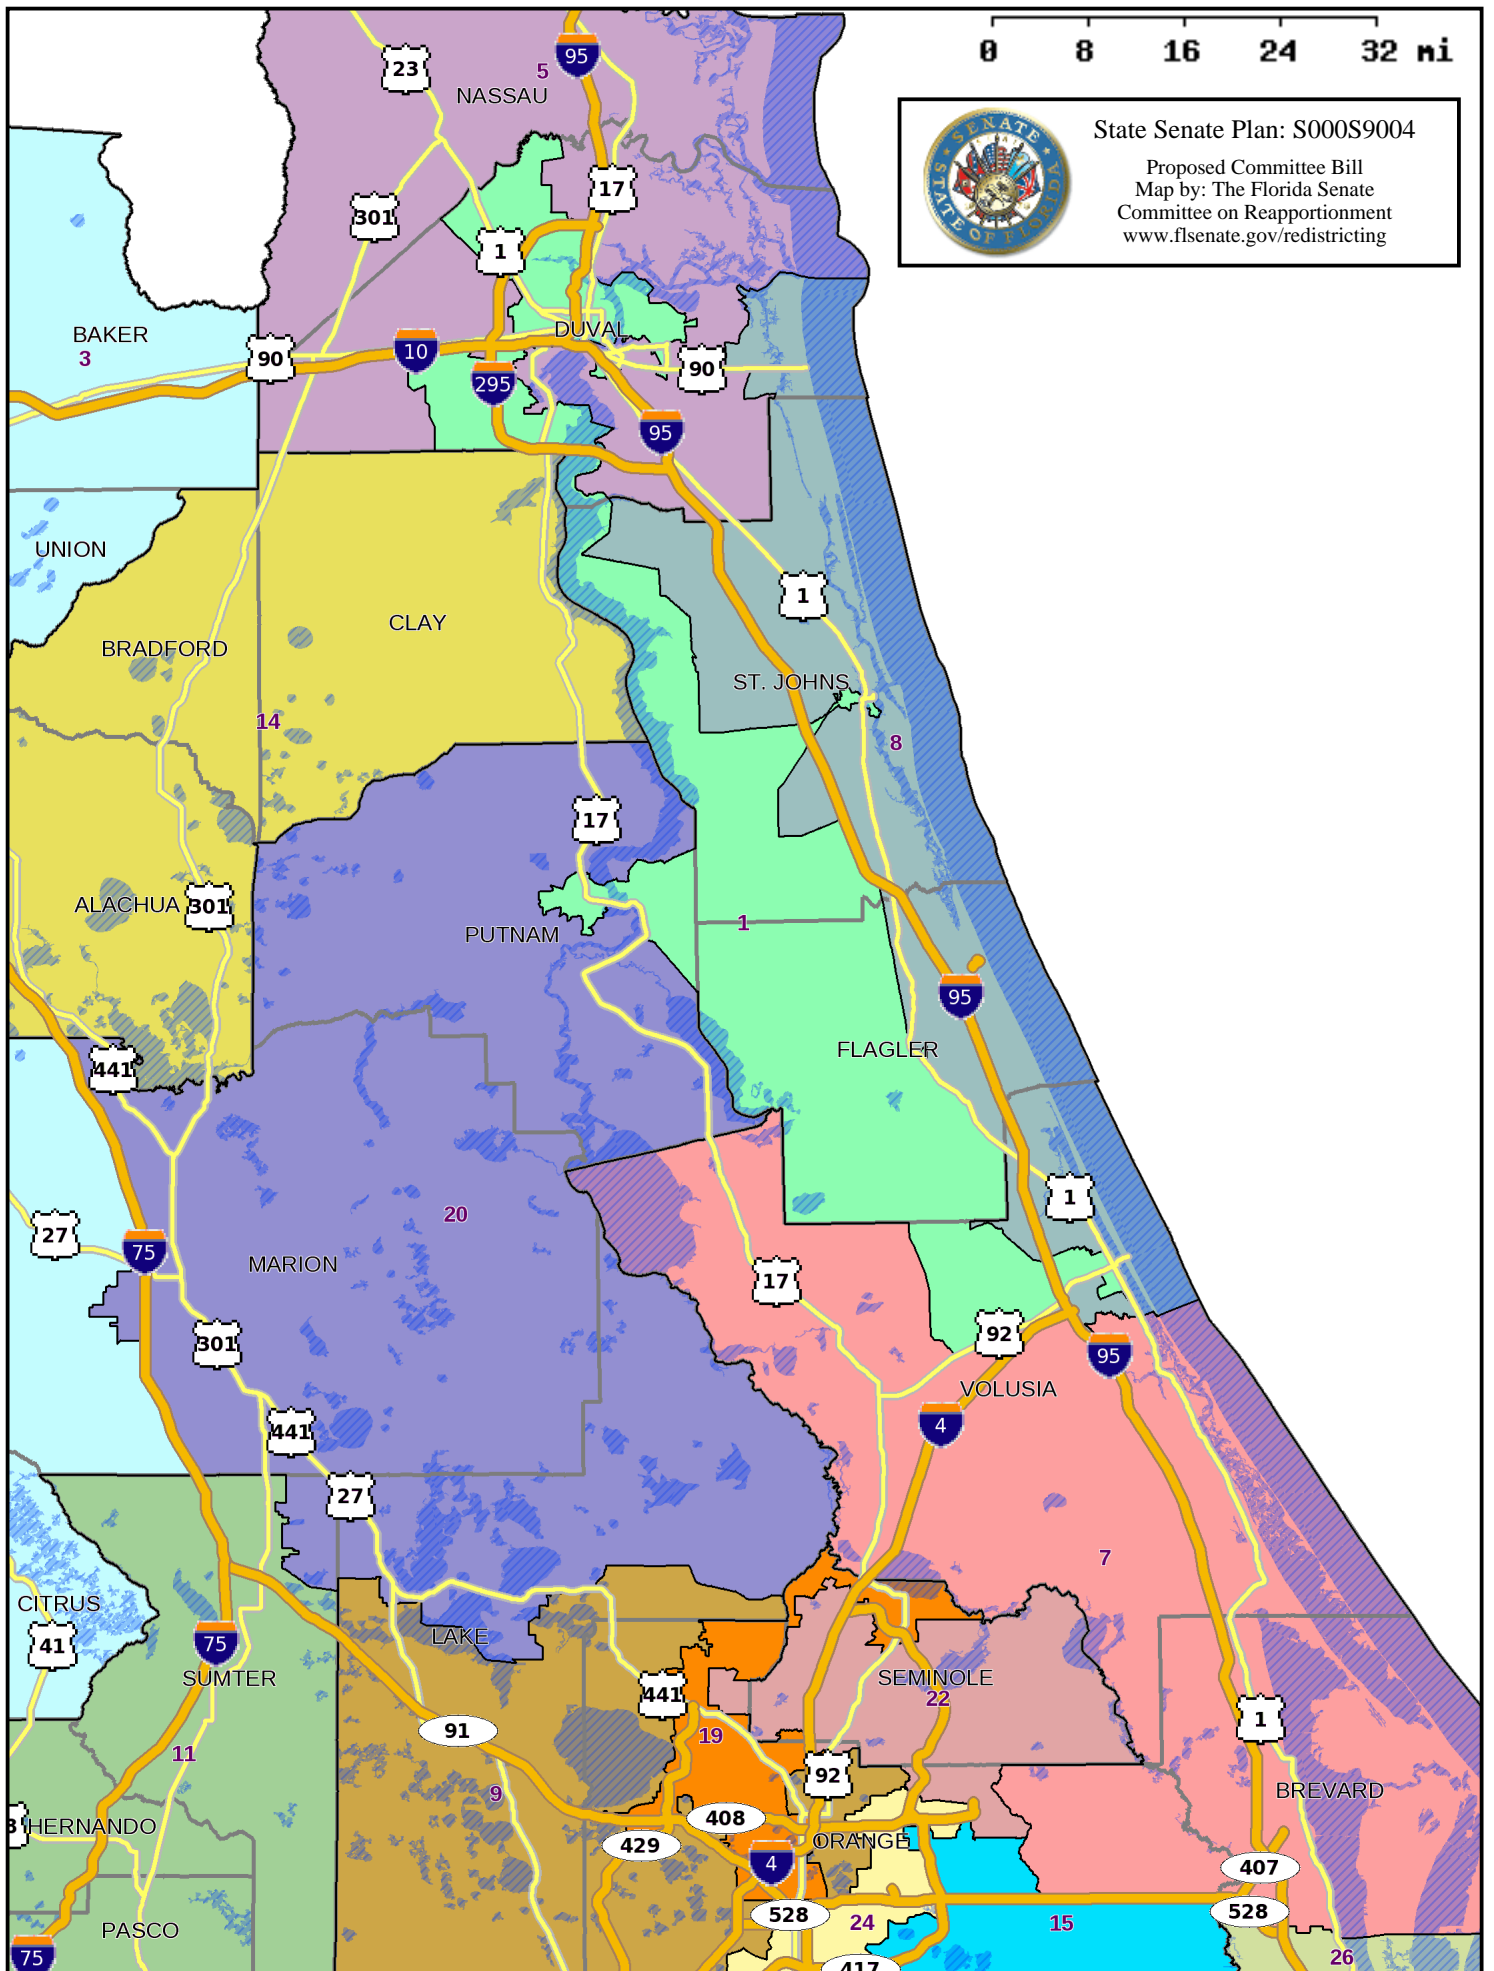 0 8 16 24 32 mi
State Senate Plan: S000S9004
Proposed Committee Bill
Map by: The Florida Senate
Committee on Reapportionment
www.flsenate.gov/redistricting
SENATE
STATE OF FLORIDA
23
95
5
NASSAU
17
301
1
BAKER
3
DUVAL
90
10
90
295
95
UNION
1
CLAY
BRADFORD
ST. JOHNS
14
8
17
ALACHUA
301
1
PUTNAM
95
FLAGLER
441
1
20
27
75
MARION
17
301
92
95
VOLUSIA
4
441
27
7
CITRUS
LAKE
41
75
SUMTER
SEMINOLE
441
22
91
19
1
11
92
9
BREVARD
HERNANDO
408
ORANGE
429
4
407
528
528
24
15
PASCO
75
26
417